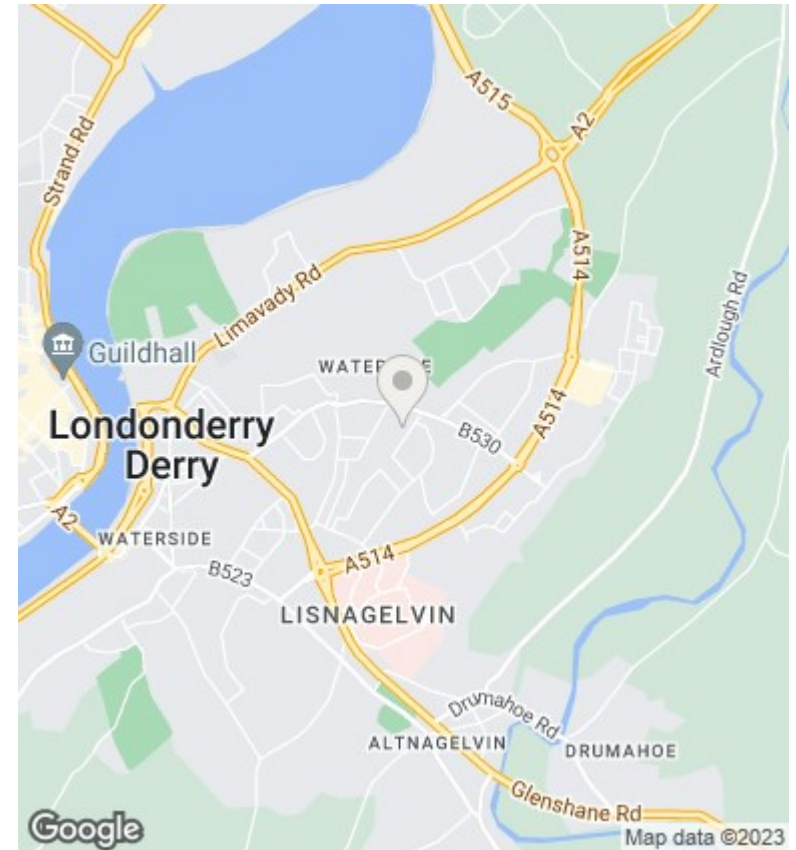 A515
A2
Strand Rd
A514
Limavady Rd
Ardlough Rd
Guildhall
WATER
E
Londonderry
Derry
A514
B530
A2
WATERSIDE
A514
B523
LISNAGELVIN
Drumahoe Rd
ALTNAGELVIN
DRUMAHOE
Glenshane Rd
Google
Map data ©2023